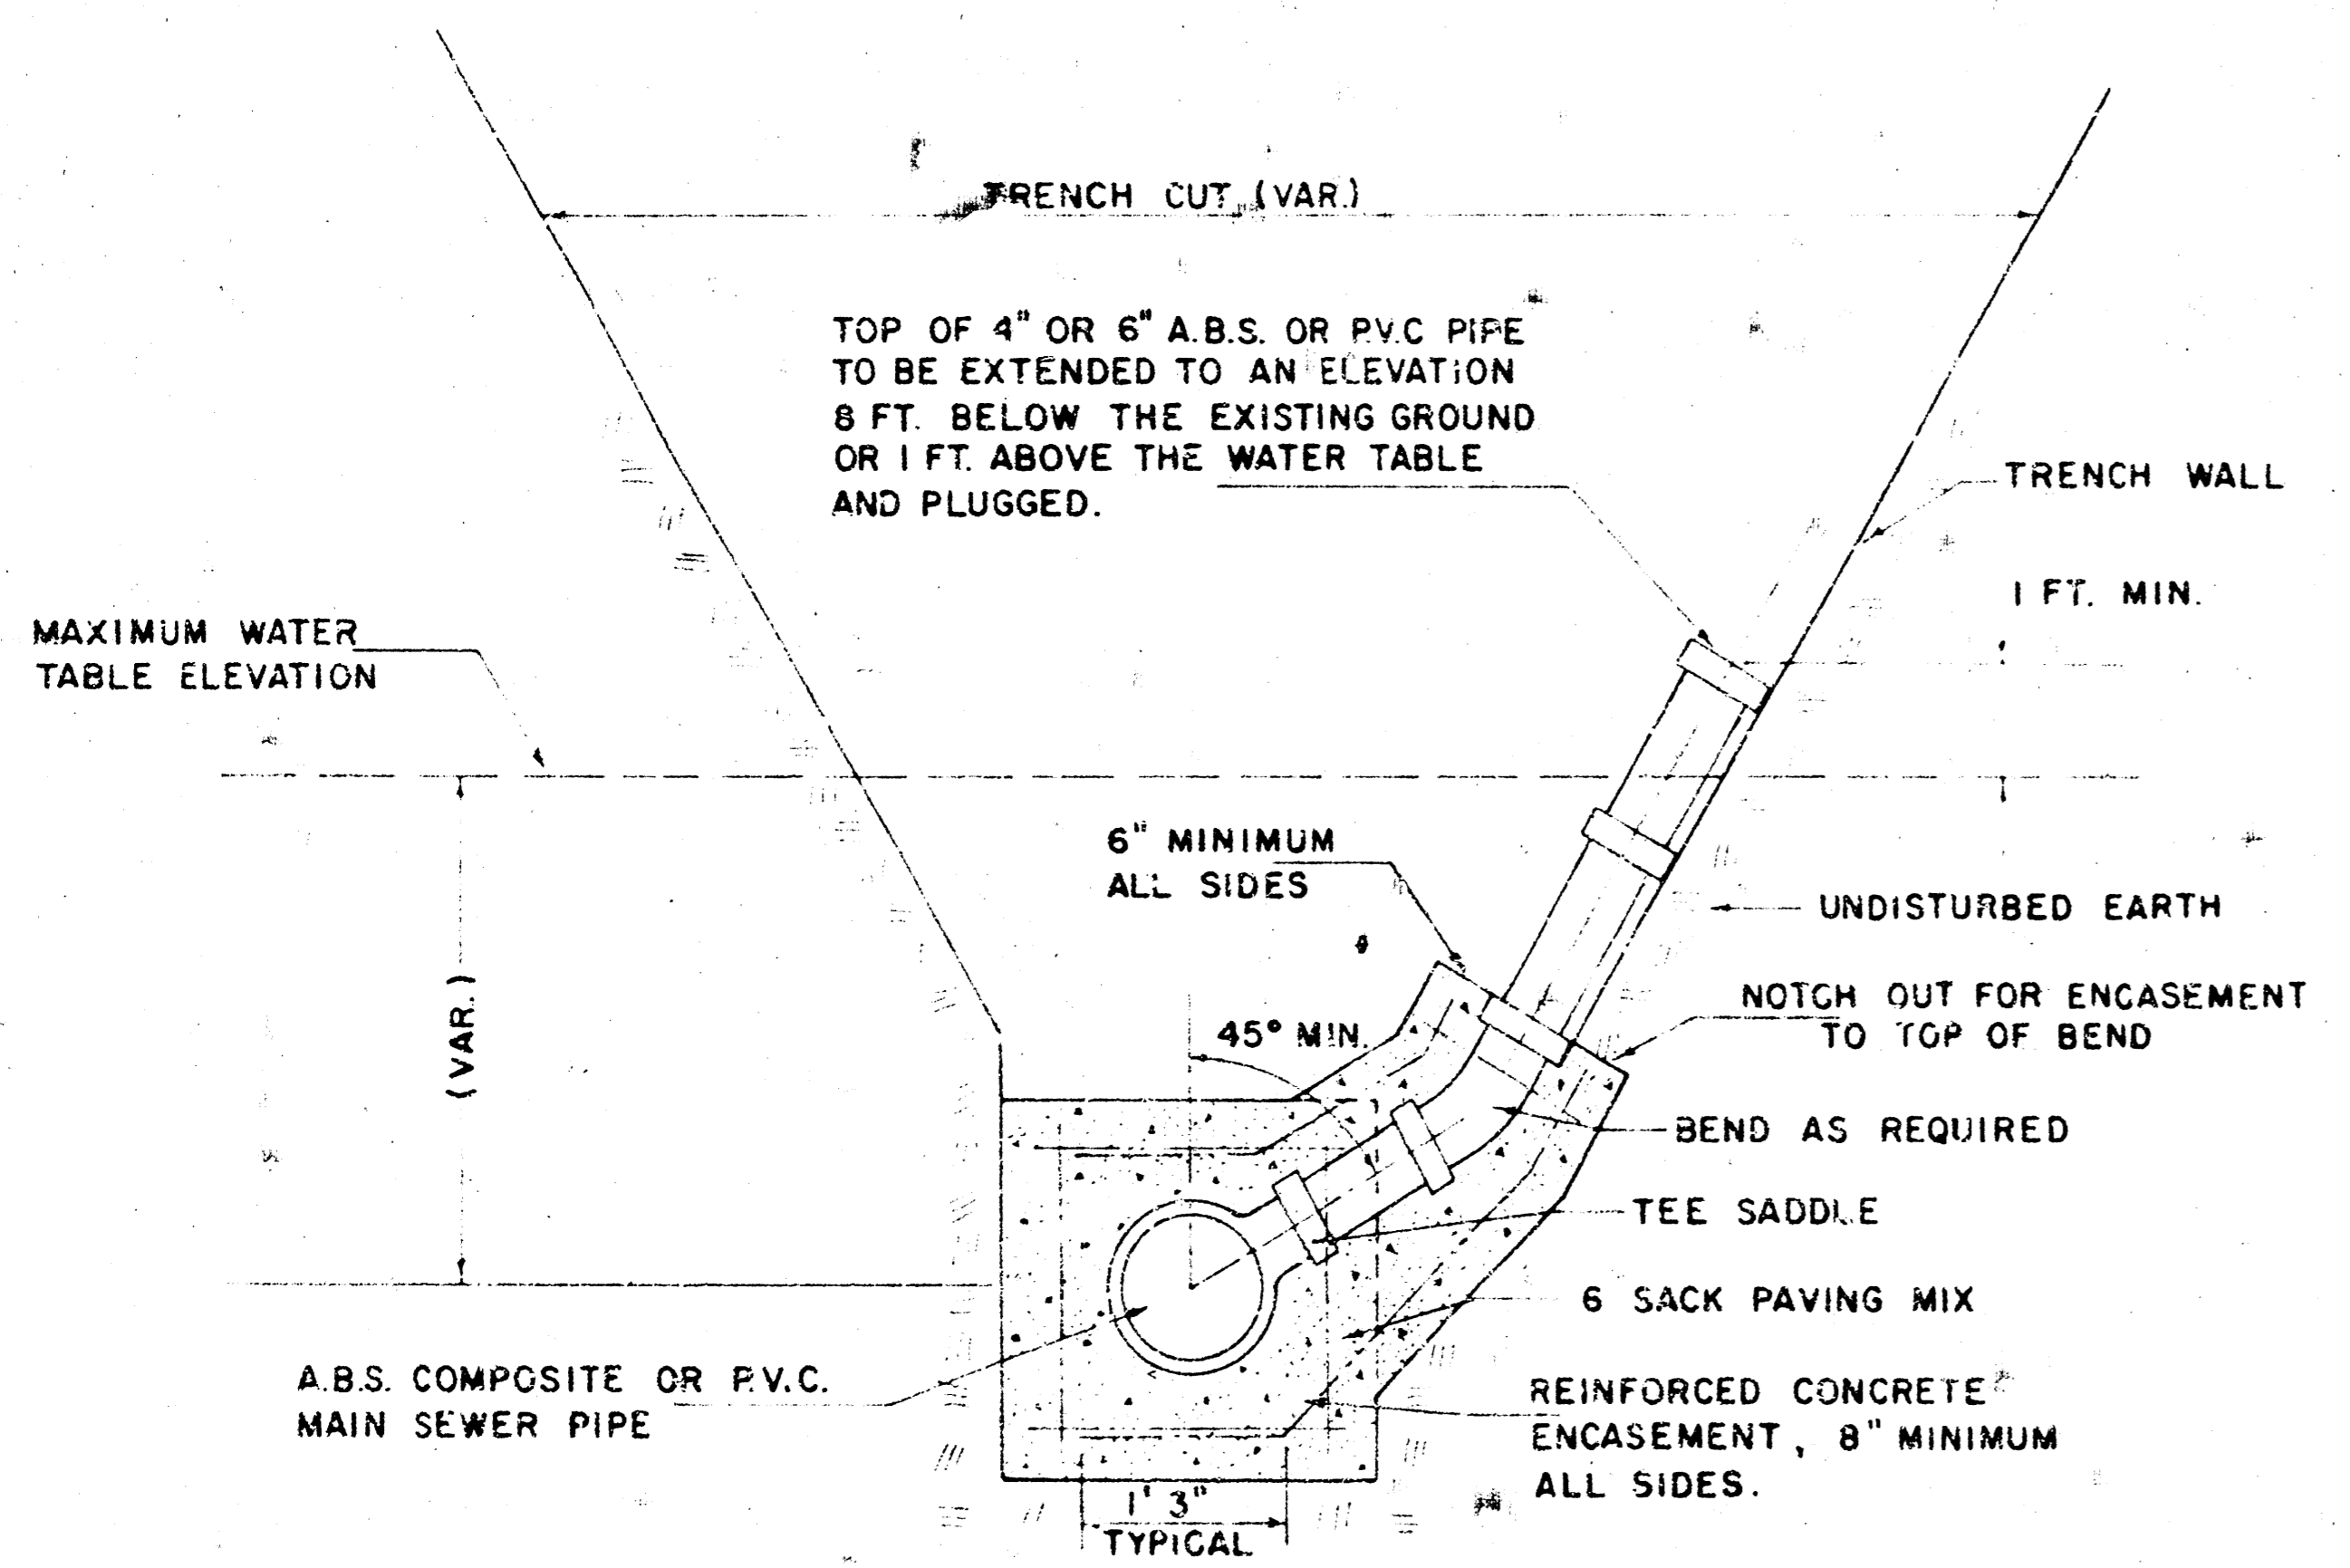 TRENCH CUT (VAR.)
TOP OF 4" OR 6" A.B.S. OR P.V.C PIPE
TO BE EXTENDED TO AN ELEVATION
8 FT. BELOW THE EXISTING GROUND
OR 1 FT. ABOVE THE WATER TABLE
AND PLUGGED.
TRENCH WALL
1 FT. MIN.
MAXIMUM WATER
TABLE ELEVATION
6" MINIMUM
ALL SIDES
UNDISTURBED EARTH
(VAR.)
NOTCH OUT FOR ENCASEMENT
TO TOP OF BEND
45° MIN.
BEND AS REQUIRED
TEE SADDLE
6 SACK PAVING MIX
A.B.S. COMPOSITE OR P.V.C.
MAIN SEWER PIPE
REINFORCED CONCRETE
ENCASEMENT, 8" MINIMUM
ALL SIDES.
1' 3"
TYPICAL